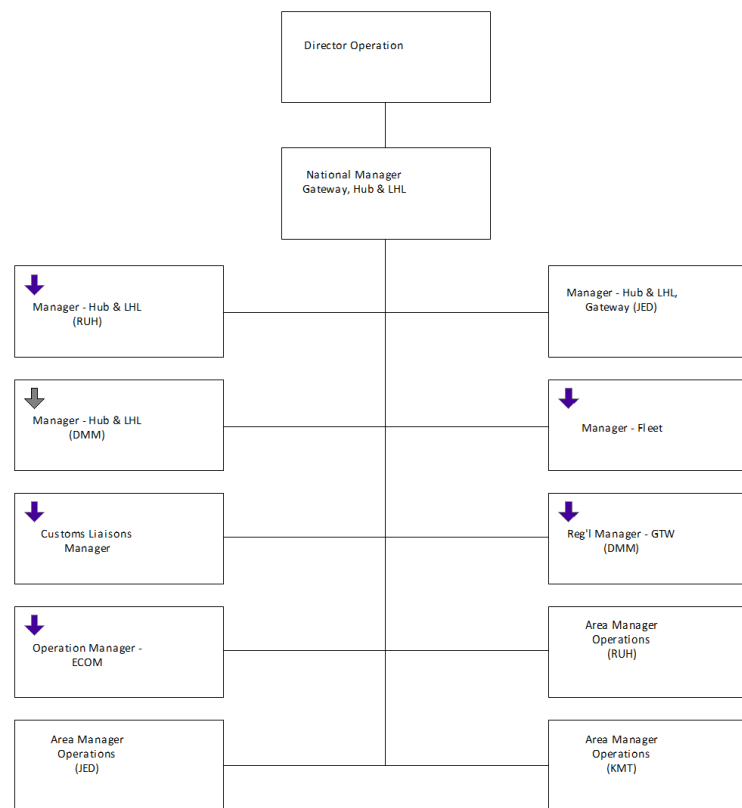 Director Operation
National Manager
Gateway, Hub & LHL
Manager - Hub & LHL
(RUH)
Manager - Hub & LHL,
Gateway (JED)
Manager - Hub & LHL
(DMM)
Manager - Fleet
Customs Liaisons
Manager
Reg'l Manager - GTW
(DMM)
Operation Manager -
ECOM
Area Manager
Operations
(RUH)
Area Manager
Operations
(JED)
Area Manager
Operations
(KMT)